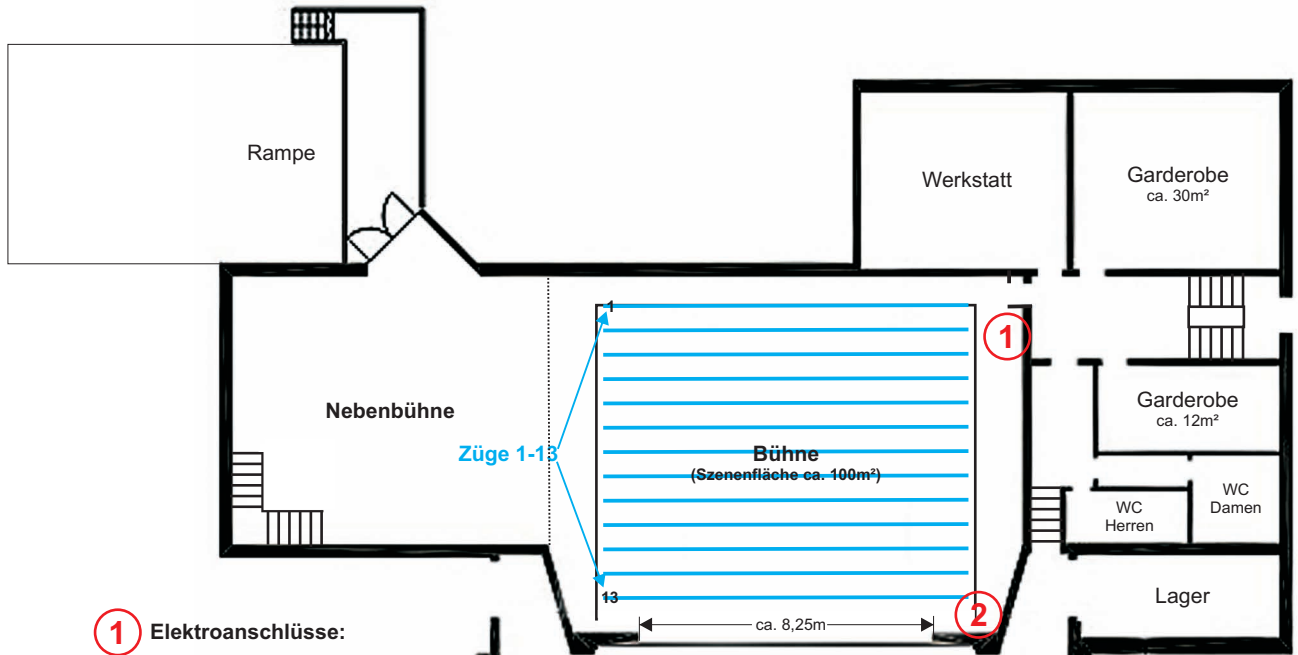 Rampe
Werkstatt
Garderobe
ca. 30m²
1
1
Nebenbühne
Garderobe
ca. 12m²
Züge 1-13
Bühne
(Szenenfläche ca. 100m²)
WC
Herren
WC
Damen
13
2
Lager
ca. 8,25m
1 Elektroanschlüsse: